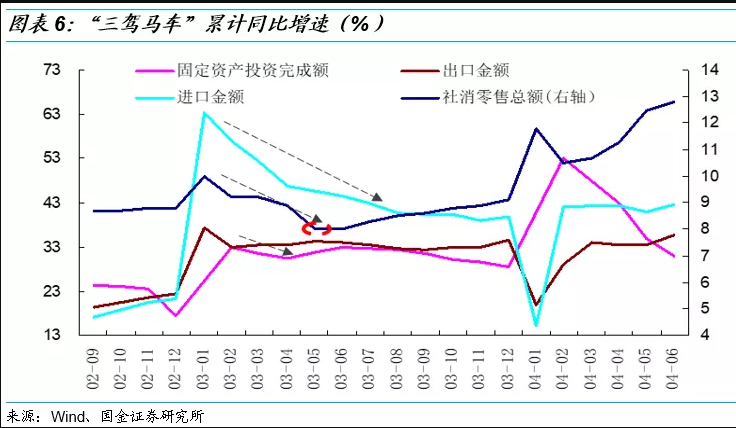 图表 6：“三驾马车”累计同比增速（%）
固定资产投资完成额 出口金额
进口金额 社消零售总额(右轴)
73 14
13
63 12
11
53 10
43 9
8
33 7
23 6
5
13 4
02-09 02-10 02-11 02-12 03-01 03-02 03-03 03-04 03-05 03-06 03-07 03-08 03-09 03-10 03-11 03-12 04-01 04-02 04-03 04-04 04-05 04-06
来源：Wind、国金证券研究所